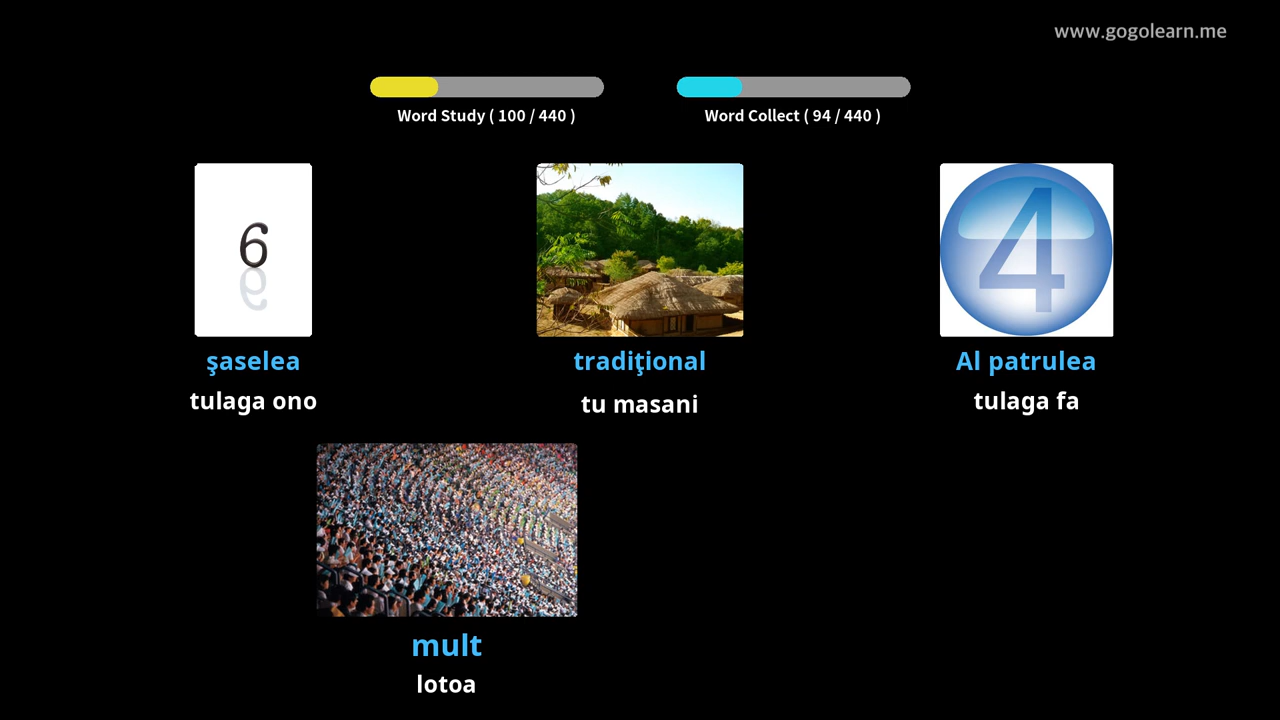 www.gogolearn.me
Word Study ( 100 / 440 )
Word Collect ( 94 / 440 )
6
4
şaselea
tradiţional
Al patrulea
tulaga ono
tu masani
tulaga fa
mult
lotoa